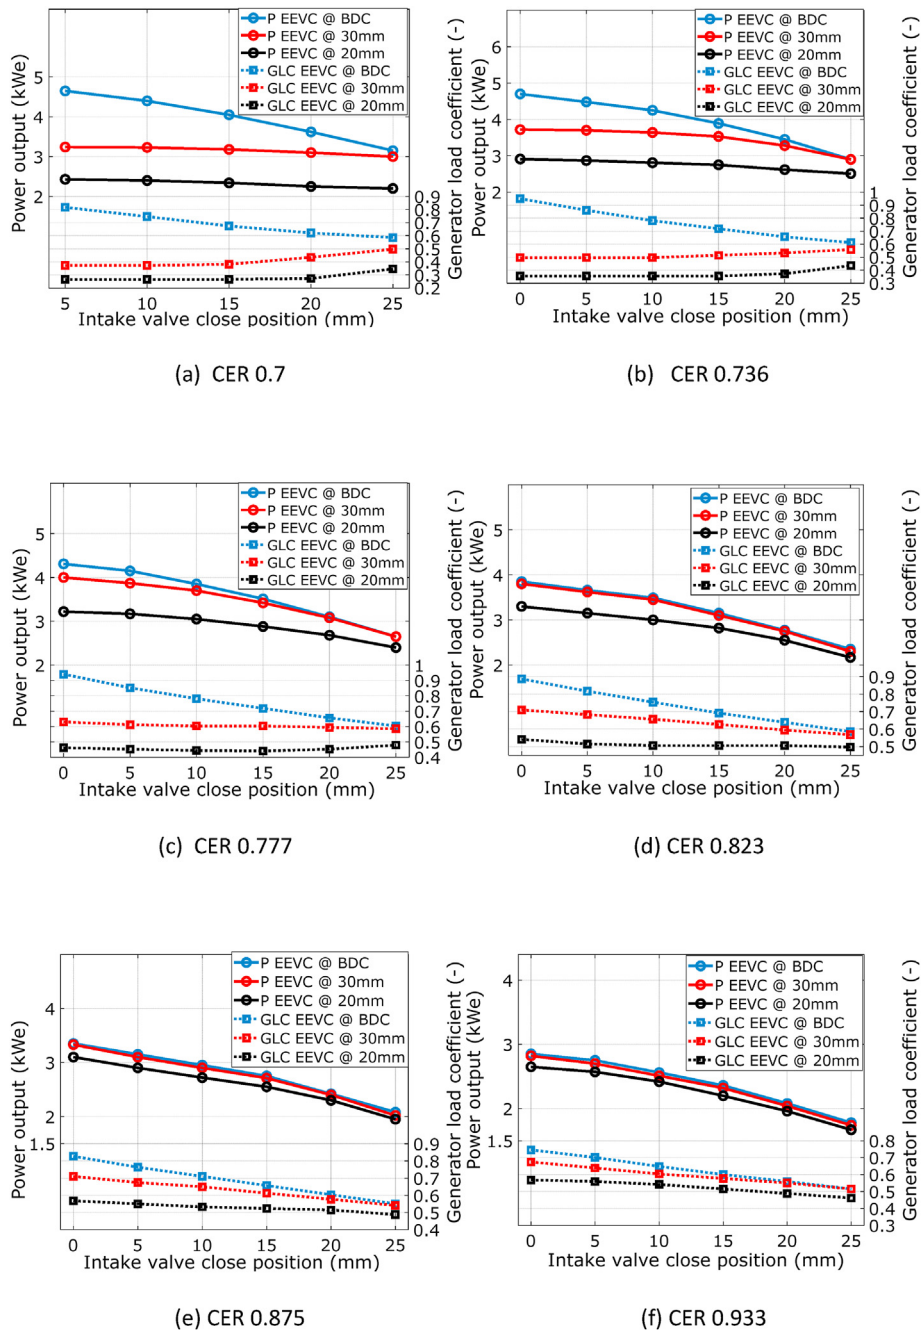 P EEVC @ BDC
P EEVC @ 30mm
P EEVC @ 20mm
GLC EEVC @ BDC
GLC EEVC @ 30mm
GLC EEVC @ 20mm
Power output (kWe)
5
4
3
2
Generator load coefficient (-)
0.9
0.8
0.7
0.6
0.5
0.4
0.3
0.2
5 10 15 20 25
Intake valve close position (mm)
(a) CER 0.7
P EEVC @ BDC
P EEVC @ 30mm
P EEVC @ 20mm
GLC EEVC @ BDC
GLC EEVC @ 30mm
GLC EEVC @ 20mm
Power output (kWe)
6
5
4
3
2
Generator load coefficient (-)
1
0.9
0.8
0.7
0.6
0.5
0.4
0.3
0 5 10 15 20 25
Intake valve close position (mm)
(b) CER 0.736
P EEVC @ BDC
P EEVC @ 30mm
P EEVC @ 20mm
GLC EEVC @ BDC
GLC EEVC @ 30mm
GLC EEVC @ 20mm
Power output (kWe)
5
4
3
2
Generator load coefficient (-)
1
0.9
0.8
0.7
0.6
0.5
0.4
0 5 10 15 20 25
Intake valve close position (mm)
(c) CER 0.777
P EEVC @ BDC
P EEVC @ 30mm
P EEVC @ 20mm
GLC EEVC @ BDC
GLC EEVC @ 30mm
GLC EEVC @ 20mm
Power output (kWe)
5
4
3
2
Generator load coefficient (-)
0.9
0.8
0.7
0.6
0.5
0 5 10 15 20 25
Intake valve close position (mm)
(d) CER 0.823
P EEVC @ BDC
P EEVC @ 30mm
P EEVC @ 20mm
GLC EEVC @ BDC
GLC EEVC @ 30mm
GLC EEVC @ 20mm
Power output (kWe)
4
3
2
1.5
Generator load coefficient (-)
0.9
0.8
0.7
0.6
0.5
0.4
0 5 10 15 20 25
Intake valve close position (mm)
(e) CER 0.875
P EEVC @ BDC
P EEVC @ 30mm
P EEVC @ 20mm
GLC EEVC @ BDC
GLC EEVC @ 30mm
GLC EEVC @ 20mm
Power output (kWe)
4
3
2
1.5
Generator load coefficient (-)
0.8
0.7
0.6
0.5
0.4
0.3
0 5 10 15 20 25
Intake valve close position (mm)
(f) CER 0.933